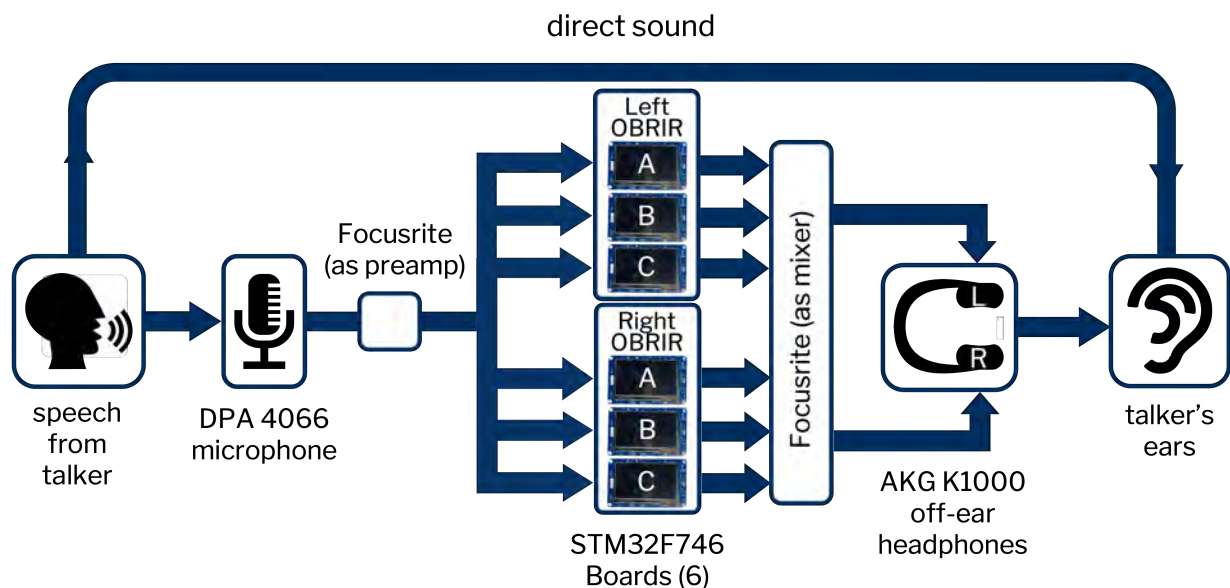 direct sound
Left
OBRIR
A
B
C
Focusrite
(as preamp)
Right
OBRIR
A
B
C
Focusrite (as mixer)
L
R
speech
from
talker
DPA 4066
microphone
STM32F746
Boards (6)
AKG K1000
off-ear
headphones
talker's
ears